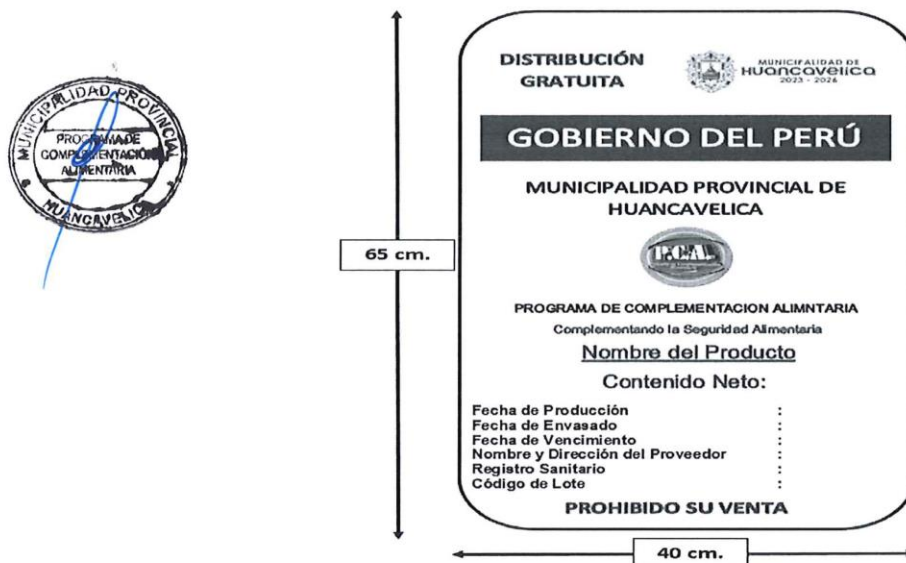 MUNICIPALIDAD PROVINCIAL
PROGRAMA DE
COMPLEMENTACIÓN
ALIMENTARIA
HUANCAVELICA
65 cm.
DISTRIBUCIÓN
GRATUITA
MUNICIPALIDAD DE
Huancavelica
2023 - 2026
GOBIERNO DEL PERÚ
MUNICIPALIDAD PROVINCIAL DE
HUANCAVELICA
P.C.A.
PROGRAMA DE COMPLEMENTACION ALIMNTARIA
Complementando la Seguridad Alimentaria
Nombre del Producto
Contenido Neto:
Fecha de Producción :
Fecha de Envasado :
Fecha de Vencimiento :
Nombre y Dirección del Proveedor :
Registro Sanitario :
Código de Lote :
PROHIBIDO SU VENTA
40 cm.